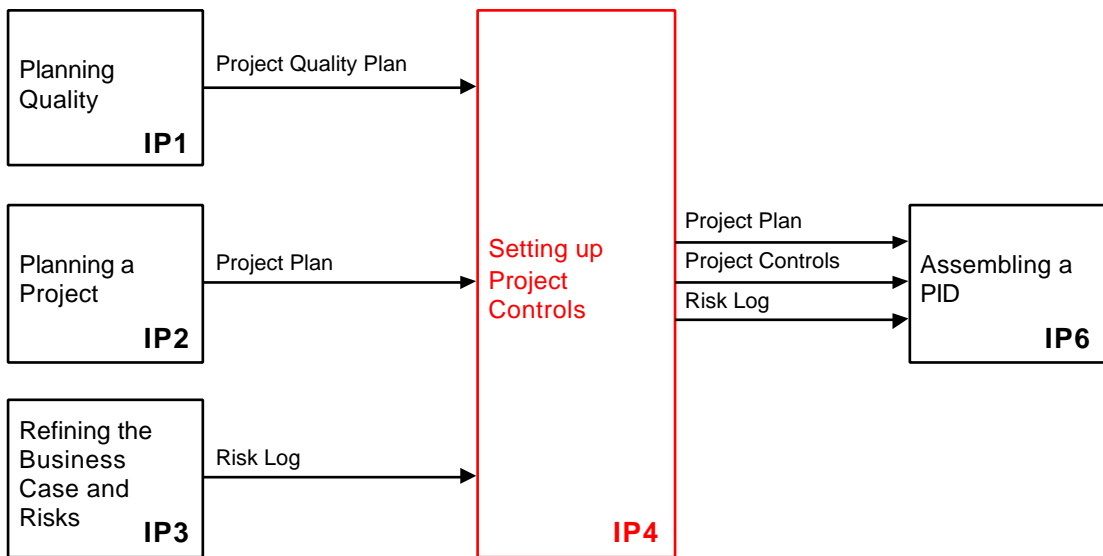 Planning
Quality
IP1
Project Quality Plan
Planning a
Project
IP2
Project Plan
Refining the
Business
Case and
Risks
IP3
Risk Log
Setting up
Project
Controls
IP4
Project Plan
Project Controls
Risk Log
Assembling a
PID
IP6